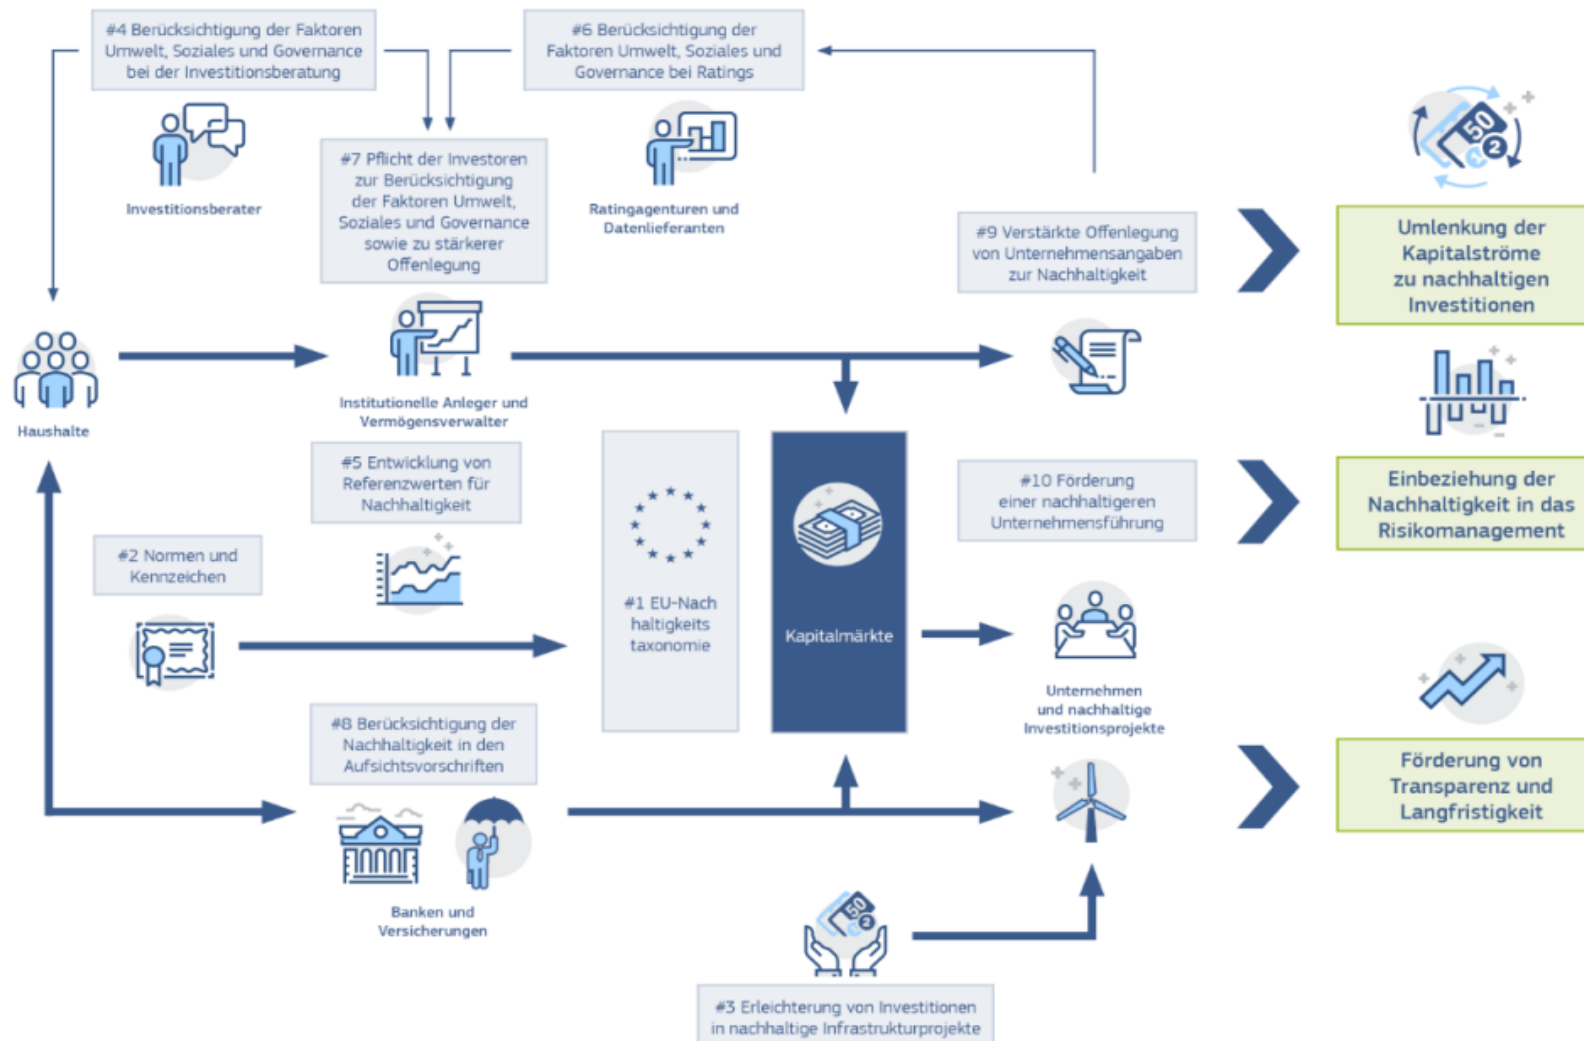 #4 Berücksichtigung der Faktoren
Umwelt, Soziales und Governance
bei der Investitionsberatung
Investitionsberater
#6 Berücksichtigung der
Faktoren Umwelt, Soziales und
Governance bei Ratings
Ratingagenturen und
Datenlieferanten
#7 Pflicht der Investoren
zur Berücksichtigung
der Faktoren Umwelt,
Soziales und Governance
sowie zu stärkerer
Offenlegung
#9 Verstärkte Offenlegung
von Unternehmensangaben
zur Nachhaltigkeit
50
2
Umlenkung der
Kapitalströme
zu nachhaltigen
Investitionen
Haushalte
Institutionelle Anleger und
Vermögensverwalter
#5 Entwicklung von
Referenzwerten für
Nachhaltigkeit
#2 Normen und
Kennzeichen
#1 EU-Nach
haltigkeits
taxonomie
Kapitalmärkte
#10 Förderung
einer nachhaltigeren
Unternehmensführung
Einbeziehung der
Nachhaltigkeit in das
Risikomanagement
Unternehmen
und nachhaltige
Investitionsprojekte
#8 Berücksichtigung der
Nachhaltigkeit in den
Aufsichtsvorschriften
Banken und
Versicherungen
Förderung von
Transparenz und
Langfristigkeit
50
2
#3 Erleichterung von Investitionen
in nachhaltige Infrastrukturprojekte